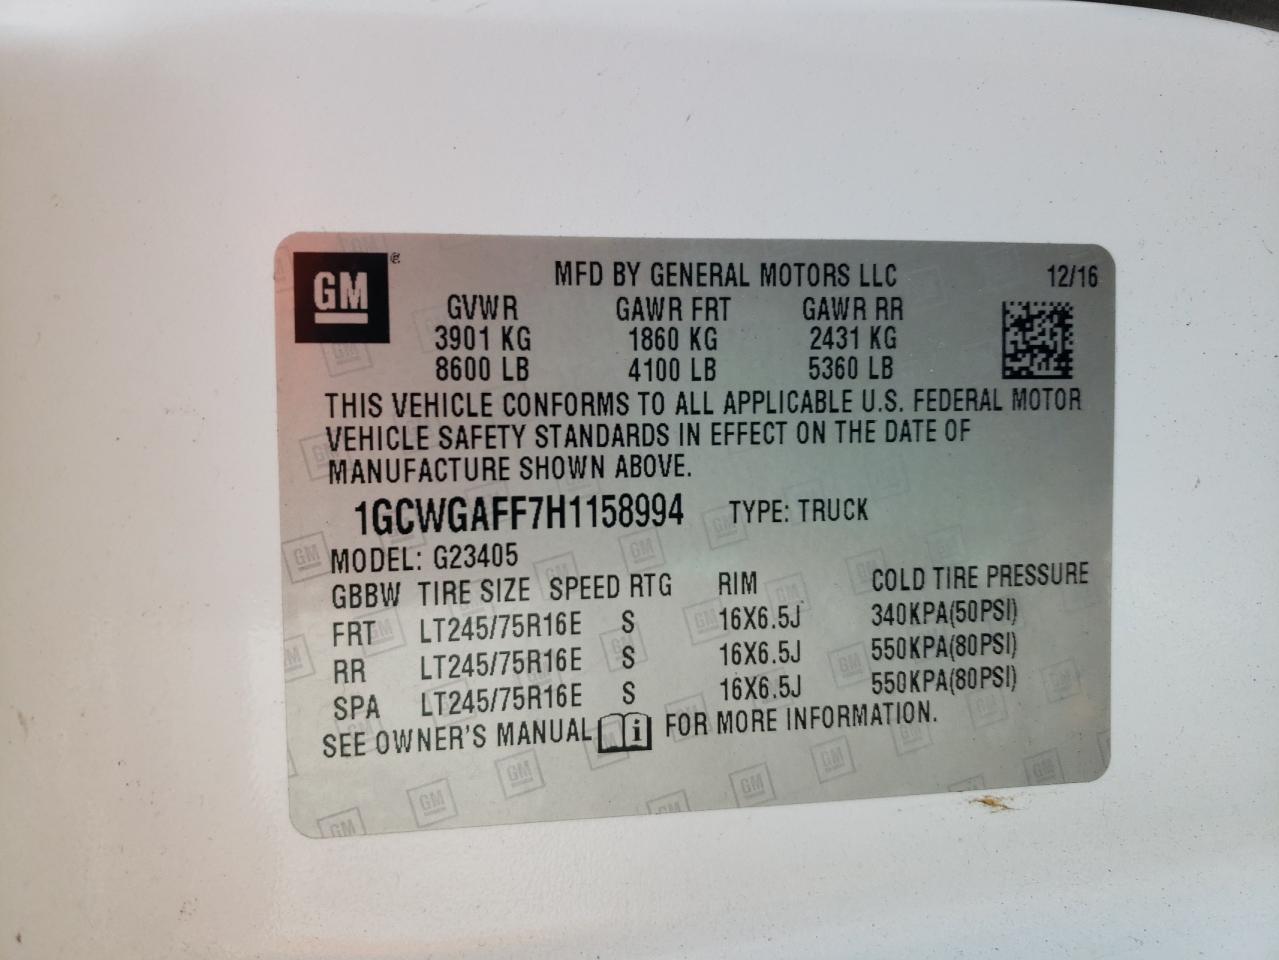 GM ®
MFD BY GENERAL MOTORS LLC 12/16
GVWR GAWR FRT GAWR RR
3901 KG 1860 KG 2431 KG
8600 LB 4100 LB 5360 LB
THIS VEHICLE CONFORMS TO ALL APPLICABLE U.S. FEDERAL MOTOR
VEHICLE SAFETY STANDARDS IN EFFECT ON THE DATE OF
MANUFACTURE SHOWN ABOVE.
1GCWGAFF7H1158994 TYPE: TRUCK
MODEL: G23405
GBBW TIRE SIZE SPEED RTG RIM COLD TIRE PRESSURE
FRT LT245/75R16E S 16X6.5J 340KPA(50PSI)
RR LT245/75R16E S 16X6.5J 550KPA(80PSI)
SPA LT245/75R16E S 16X6.5J 550KPA(80PSI)
SEE OWNER'S MANUAL i FOR MORE INFORMATION.